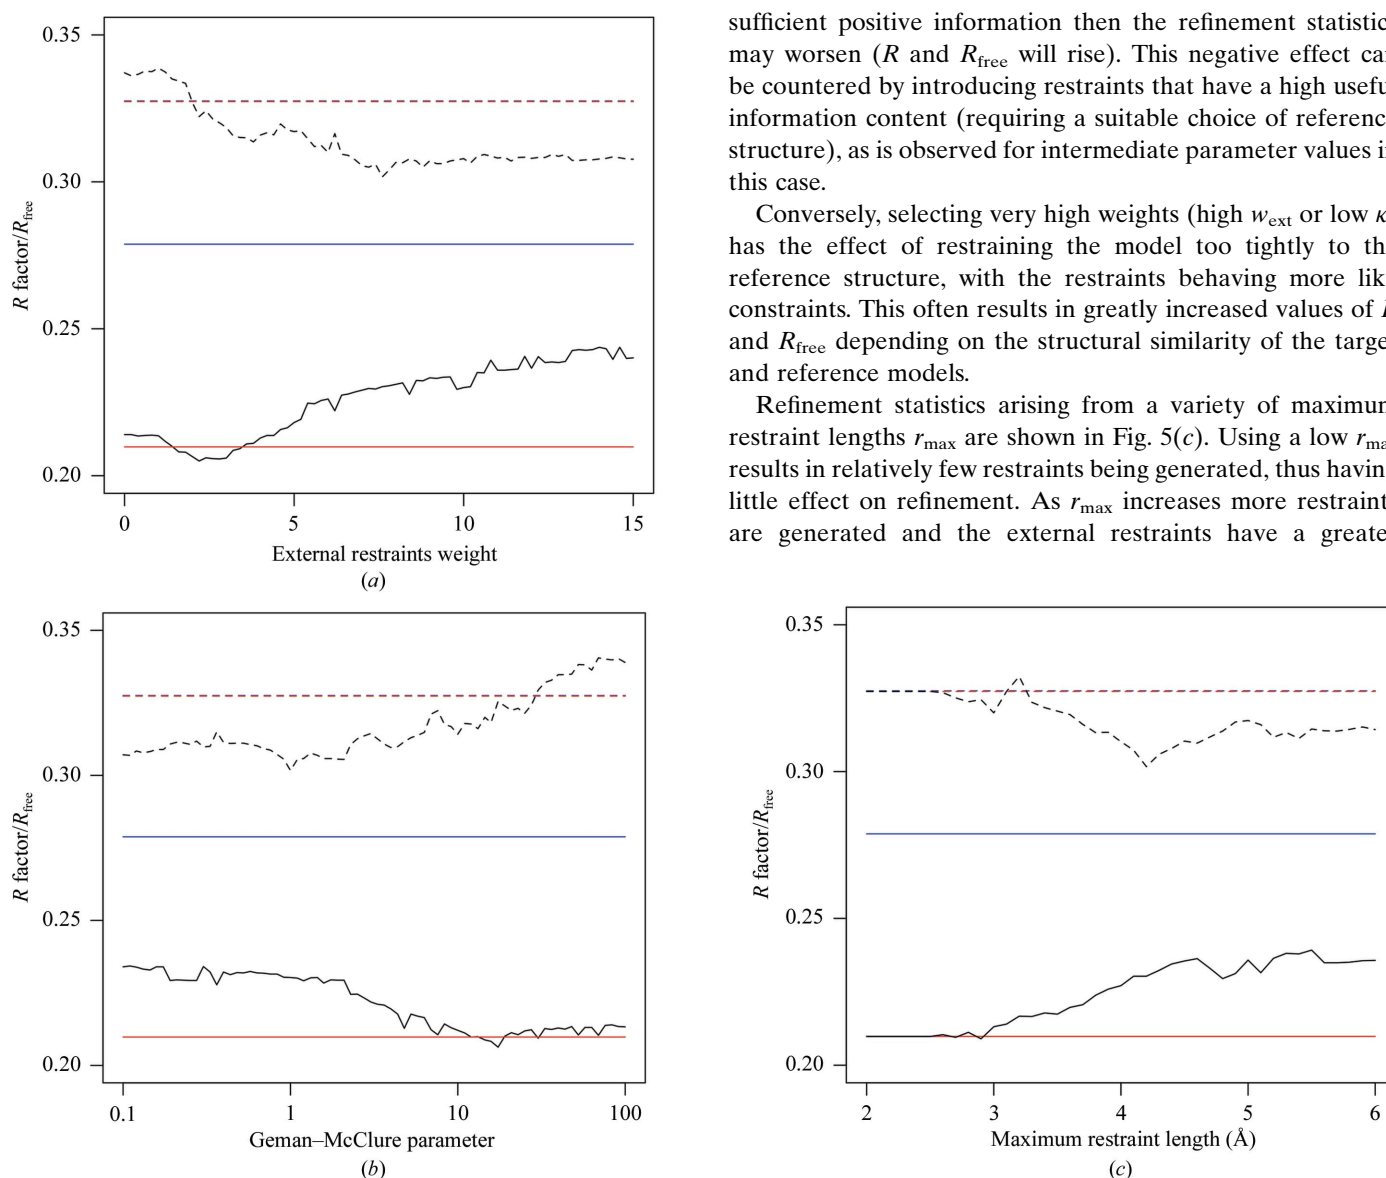 0.35
0.30
0.25
0.20
R factor/R_free
0 5 10 15
External restraints weight
(a)
sufficient positive information then the refinement statistic
may worsen (R and R_free will rise). This negative effect ca
be countered by introducing restraints that have a high usefu
information content (requiring a suitable choice of referenc
structure), as is observed for intermediate parameter values i
this case.
Conversely, selecting very high weights (high w_ext or low κ
has the effect of restraining the model too tightly to th
reference structure, with the restraints behaving more lik
constraints. This often results in greatly increased values of
and R_free depending on the structural similarity of the targe
and reference models.
Refinement statistics arising from a variety of maximu
restraint lengths r_max are shown in Fig. 5(c). Using a low r_ma
results in relatively few restraints being generated, thus havin
little effect on refinement. As r_max increases more restraint
are generated and the external restraints have a greate
0.35
0.30
0.25
0.20
R factor/R_free
0.1 1 10 100
Geman–McClure parameter
(b)
0.35
0.30
0.25
0.20
R factor/R_free
2 3 4 5 6
Maximum restraint length (Å)
(c)